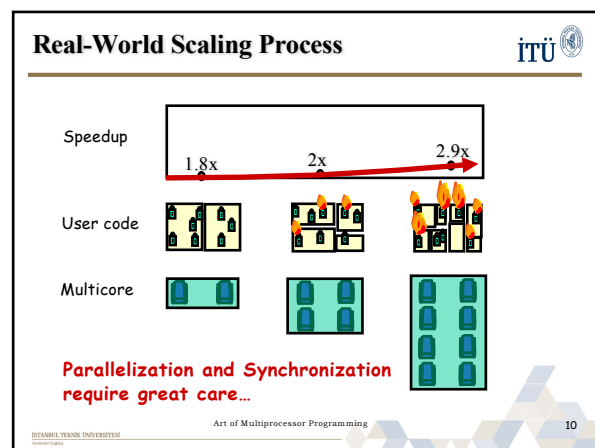 Real-World Scaling Process
İTÜ
Speedup
1.8x
2x
2.9x
User code
Multicore
Parallelization and Synchronization
require great care…
Art of Multiprocessor Programming
10
İSTANBUL TEKNİK ÜNİVERSİTESİ